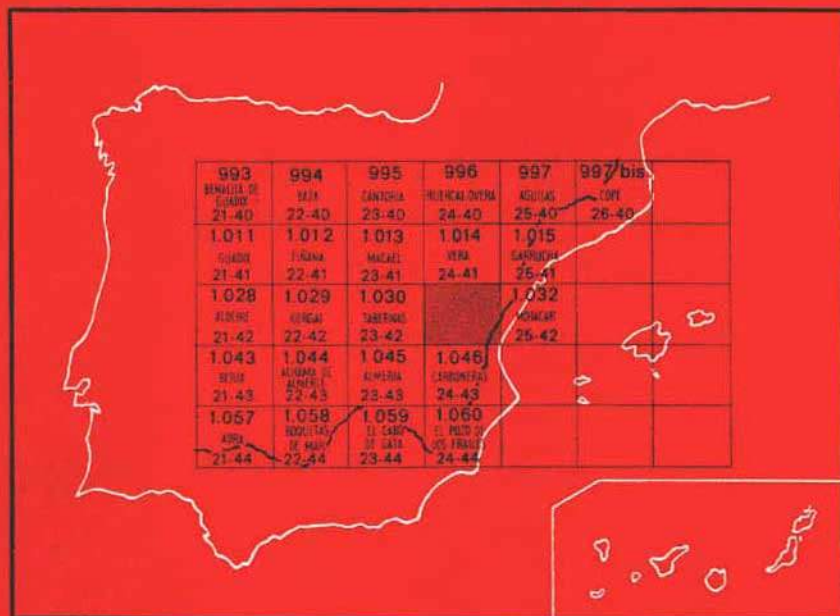 993 994 995 996 997 997 bis
BENALUA DE BAZA CANTORIA HUERCAL OVERA AGUILAS COPE
GUADIX
21-40 22-40 23-40 24-40 25-40 26-40
1.011 1.012 1.013 1.014 1.015
GUADIX FIÑANA MACAEL VERA GARRUCHA
21-41 22-41 23-41 24-41 25-41
1.028 1.029 1.030 1.032
ALDEIRE GERGAL TABERNAS MOJACAR
21-42 22-42 23-42 25-42
1.043 1.044 1.045 1.046
BERJA ALHAMA DE ALMERIA CARBONERAS
ALMERIA
21-43 22-43 23-43 24-43
1.057 1.058 1.059 1.060
ADRA ROQUETAS EL CABO EL POZO DE
DE MAR DE GATA LOS FRAILES
21-44 22-44 23-44 24-44